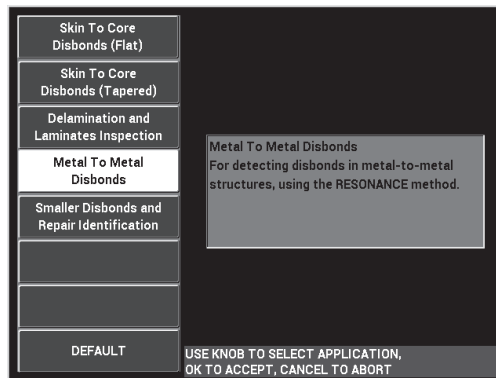 Skin To Core
Disbonds (Flat)
Skin To Core
Disbonds (Tapered)
Delamination and
Laminates Inspection
Metal To Metal
Disbonds
Smaller Disbonds and
Repair Identification
DEFAULT
Metal To Metal Disbonds
For detecting disbonds in metal-to-metal
structures, using the RESONANCE method.
USE KNOB TO SELECT APPLICATION,
OK TO ACCEPT, CANCEL TO ABORT